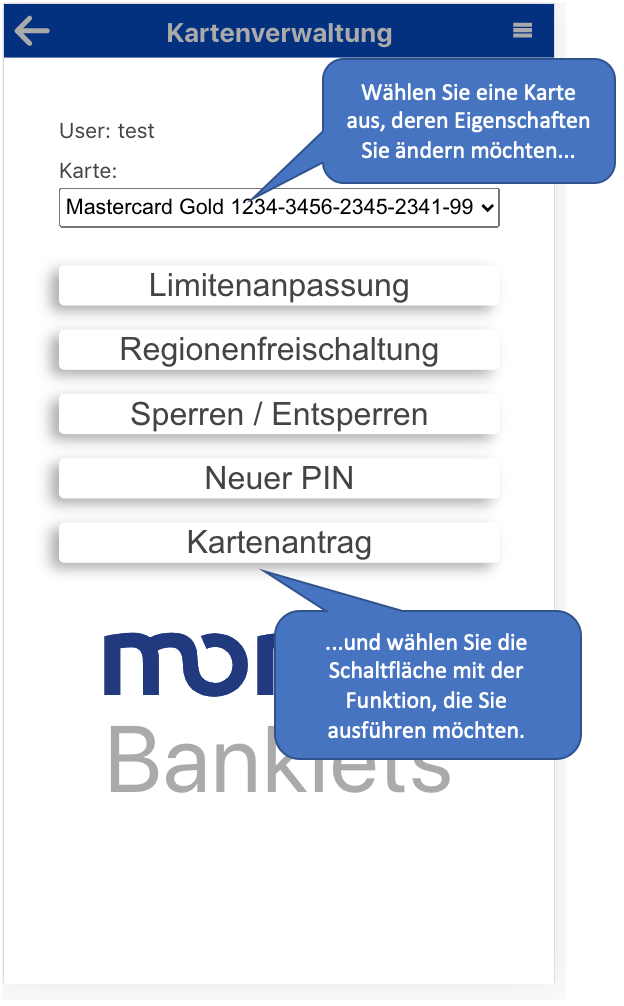 Kartenverwaltung
Wählen Sie eine Karte
aus, deren Eigenschaften
Sie ändern möchten...
User: test
Karte:
Mastercard Gold 1234-3456-2345-2341-99
Limitenanpassung
Regionenfreischaltung
Sperren / Entsperren
Neuer PIN
Kartenantrag
...und wählen Sie die
Schaltfläche mit der
Funktion, die Sie
ausführen möchten.
Banklets